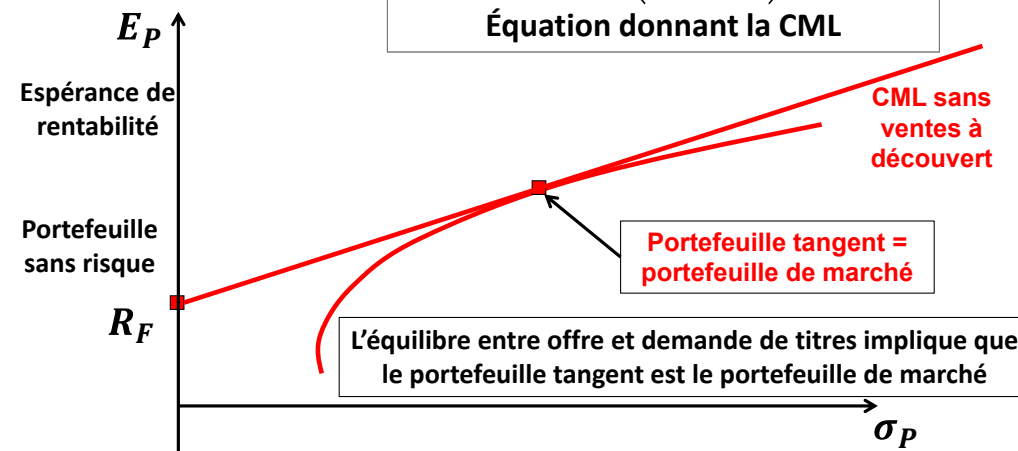 Équation donnant la CML
E_P
Espérance de
rentabilité
CML sans
ventes à
découvert
Portefeuille
sans risque
Portefeuille tangent =
portefeuille de marché
R_F
L'équilibre entre offre et demande de titres implique que
le portefeuille tangent est le portefeuille de marché
σ_P